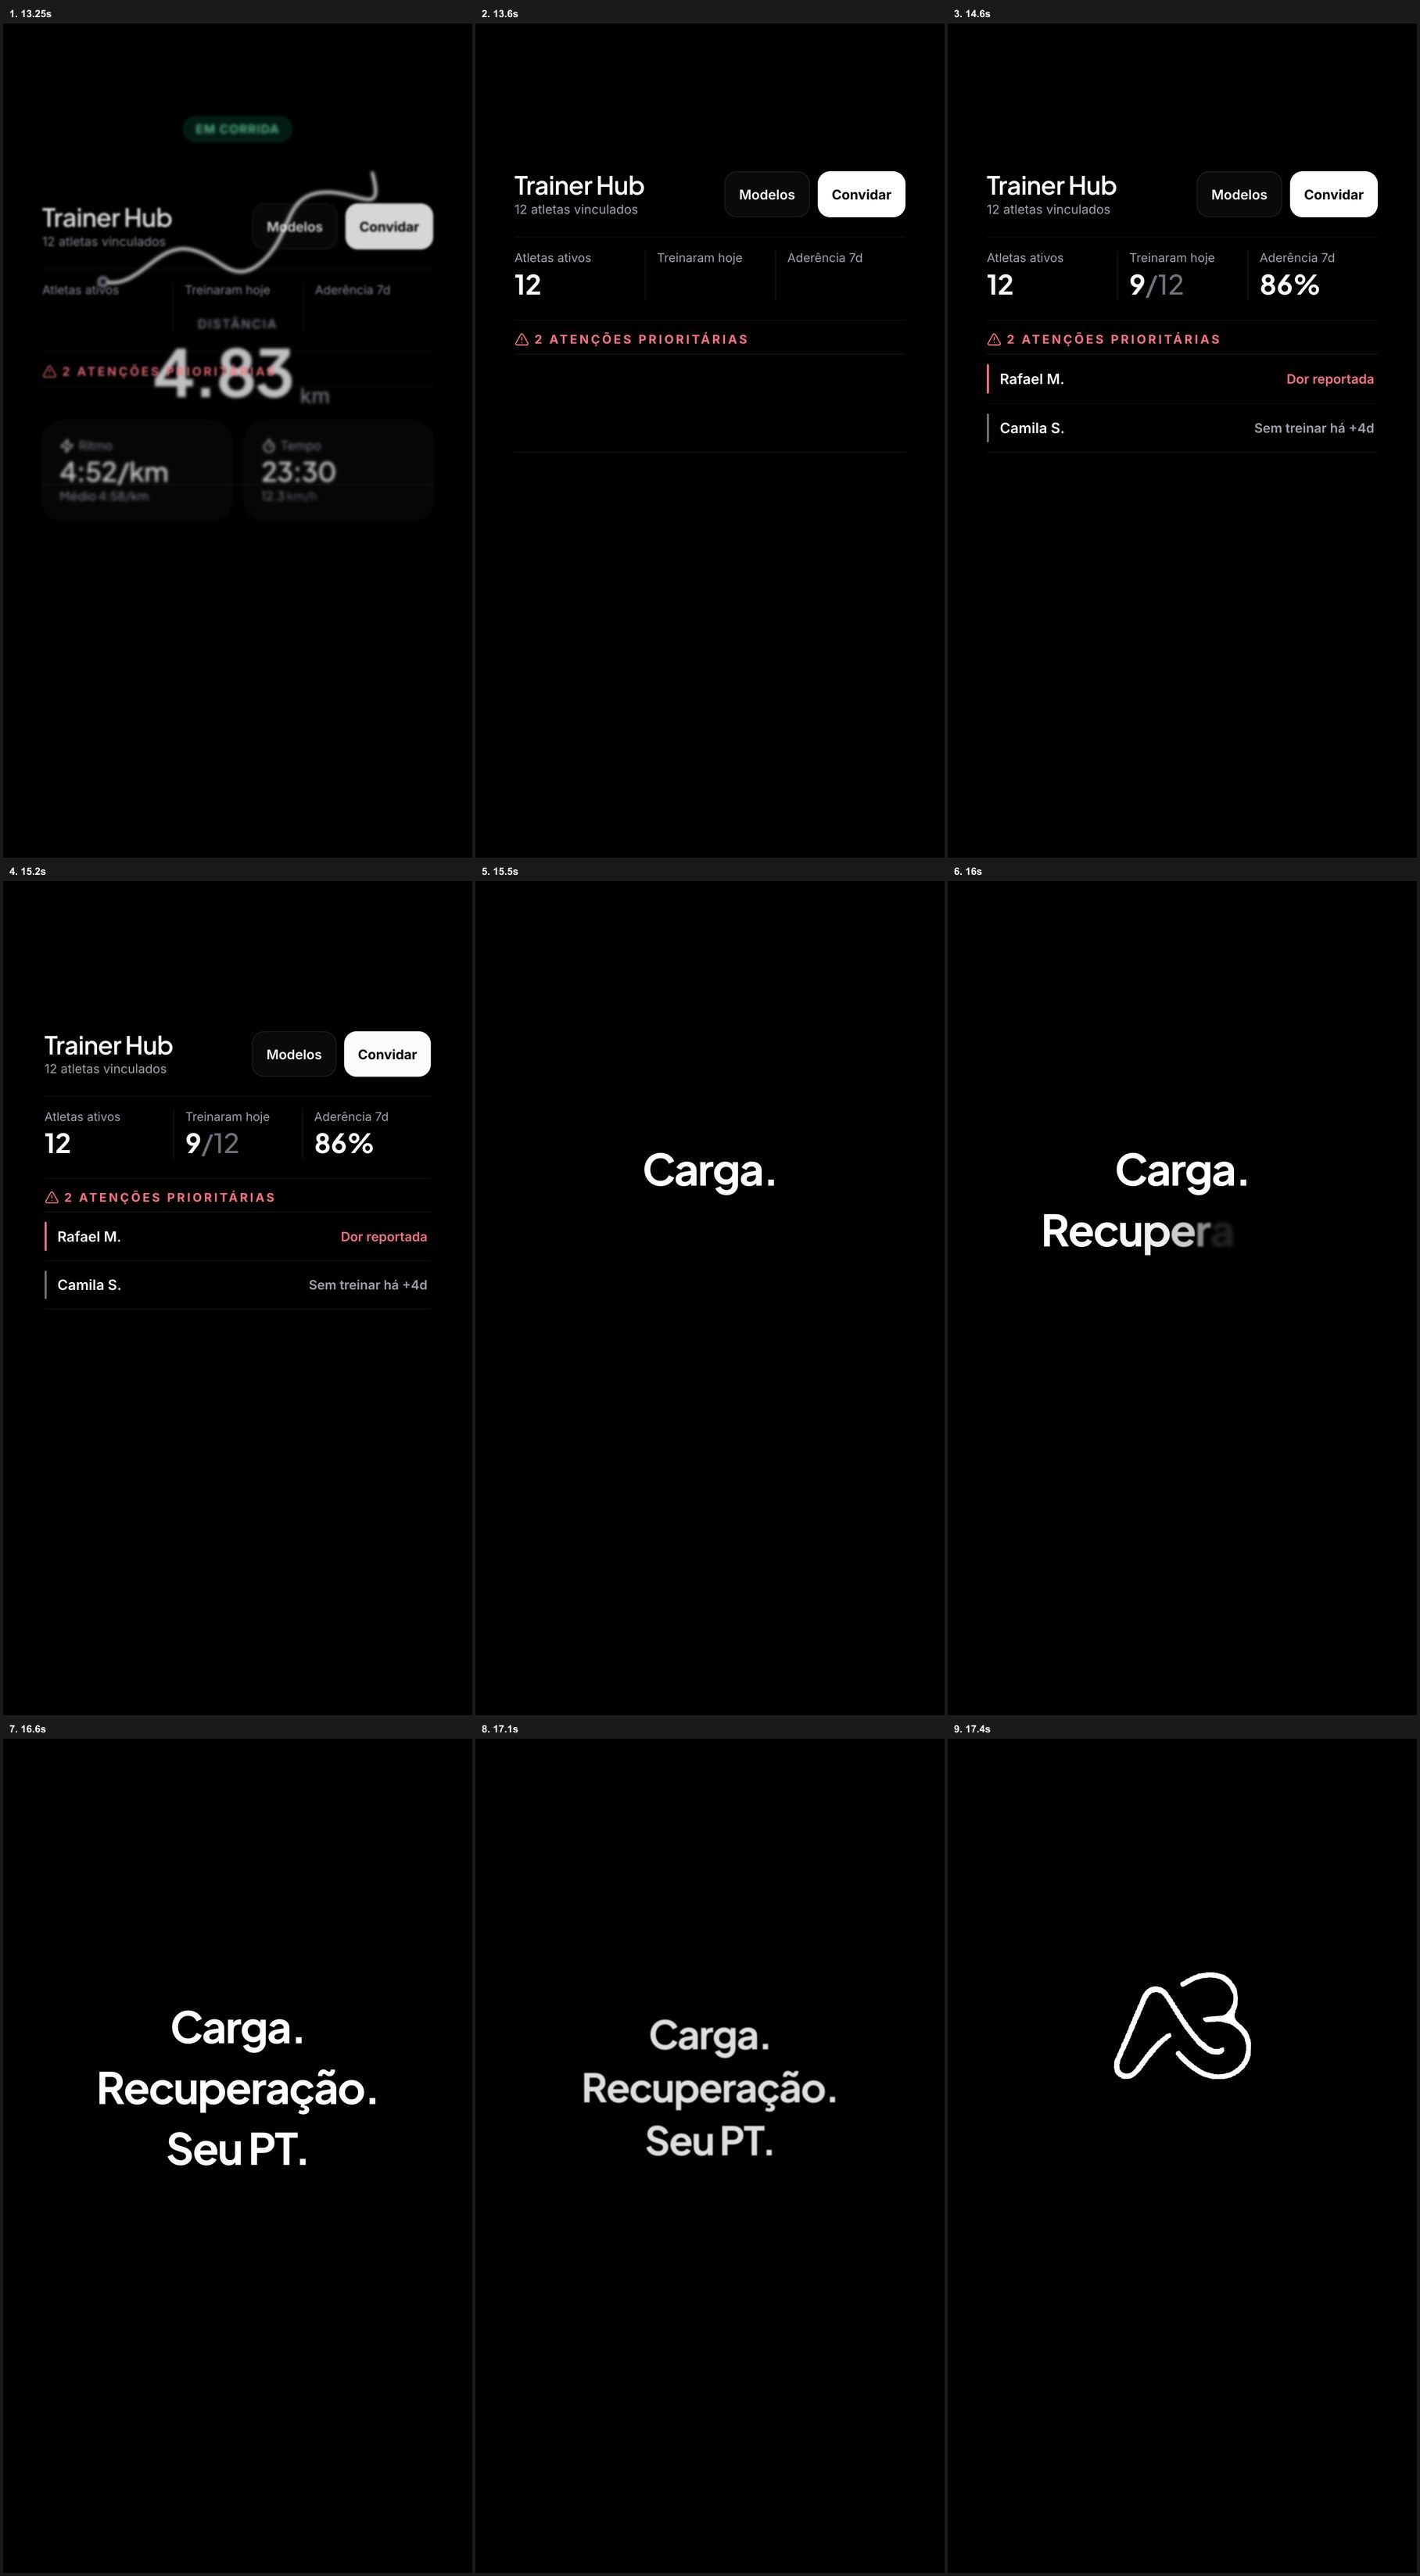 1. 13.25s
EM CORRIDA
Trainer Hub
12 atletas vinculados
Modelos
Convidar
Atletas ativos
Treinaram hoje
Aderência 7d
DISTÂNCIA
2 ATENÇÕES PRIORITÁRIAS
4.83 km
Ritmo
4:52/km
Médio 4:58/km
Tempo
23:30
12.3 km/h
2. 13.6s
Trainer Hub
12 atletas vinculados
Modelos
Convidar
Atletas ativos
12
Treinaram hoje
Aderência 7d
2 ATENÇÕES PRIORITÁRIAS
3. 14.6s
Trainer Hub
12 atletas vinculados
Modelos
Convidar
Atletas ativos
12
Treinaram hoje
9/12
Aderência 7d
86%
2 ATENÇÕES PRIORITÁRIAS
Rafael M.
Dor reportada
Camila S.
Sem treinar há +4d
4. 15.2s
Trainer Hub
12 atletas vinculados
Modelos
Convidar
Atletas ativos
12
Treinaram hoje
9/12
Aderência 7d
86%
2 ATENÇÕES PRIORITÁRIAS
Rafael M.
Dor reportada
Camila S.
Sem treinar há +4d
5. 15.5s
Carga.
6. 16s
Carga.
Recupera
7. 16.6s
Carga.
Recuperação.
Seu PT.
8. 17.1s
Carga.
Recuperação.
Seu PT.
9. 17.4s